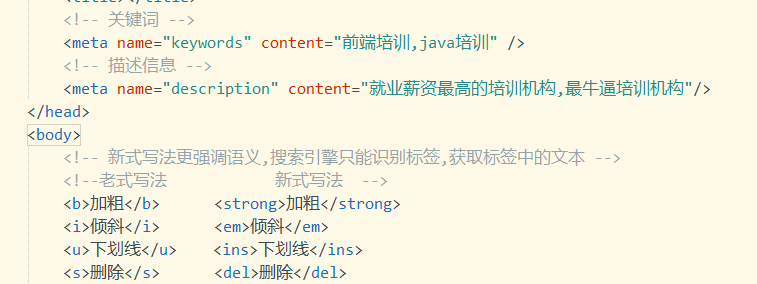 <title></title>
<!-- 关键词 -->
<meta name="keywords" content="前端培训,java培训" />
<!-- 描述信息 -->
<meta name="description" content="就业薪资最高的培训机构,最牛逼培训机构"/>
</head>
<body>
<!-- 新式写法更强调语义,搜索引擎只能识别标签,获取标签中的文本 -->
<!--老式写法 新式写法 -->
<b>加粗</b> <strong>加粗</strong>
<i>倾斜</i> <em>倾斜</em>
<u>下划线</u> <ins>下划线</ins>
<s>删除</s> <del>删除</del>